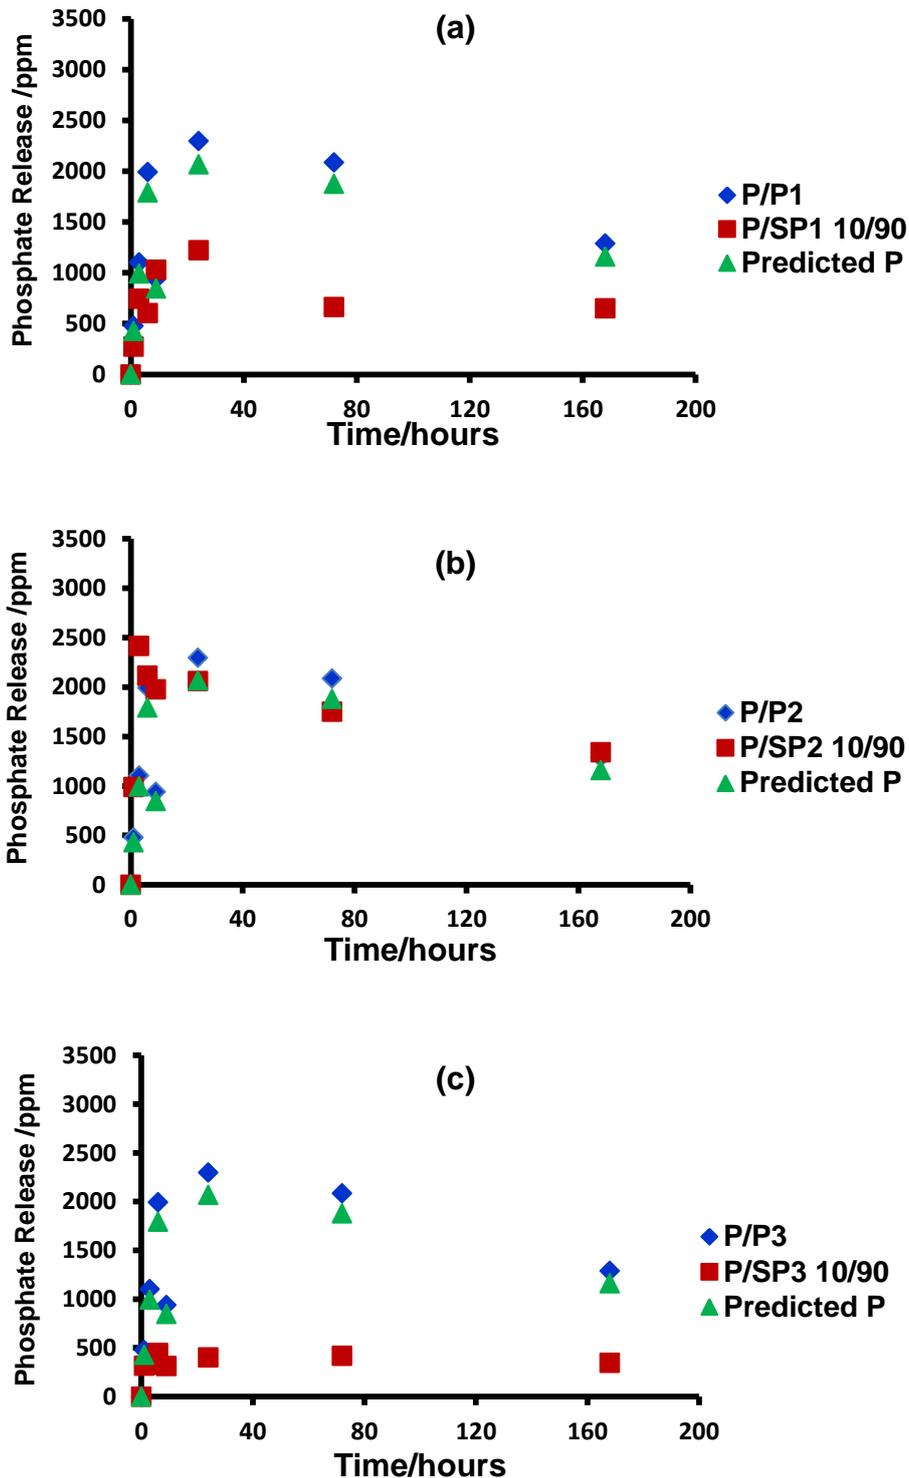 (a)
Phosphate Release /ppm
3500
3000
2500
2000
1500
1000
500
0
0 40 80 120 160 200
Time/hours
P/P1
P/SP1 10/90
Predicted P
(b)
Phosphate Release /ppm
3500
3000
2500
2000
1500
1000
500
0
0 40 80 120 160 200
Time/hours
P/P2
P/SP2 10/90
Predicted P
(c)
Phosphate Release /ppm
3500
3000
2500
2000
1500
1000
500
0
0 40 80 120 160 200
Time/hours
P/P3
P/SP3 10/90
Predicted P